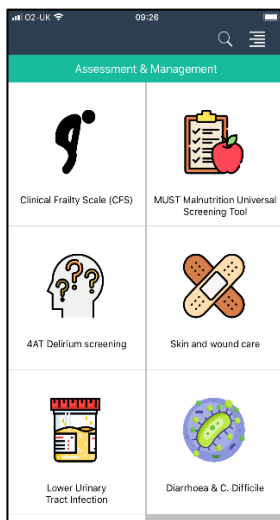 O2-UK 09:26
Assessment & Management
Clinical Frailty Scale (CFS)
MUST Malnutrition Universal
Screening Tool
4AT Delirium screening
Skin and wound care
Lower Urinary
Tract Infection
Diarrhoea & C. Difficile